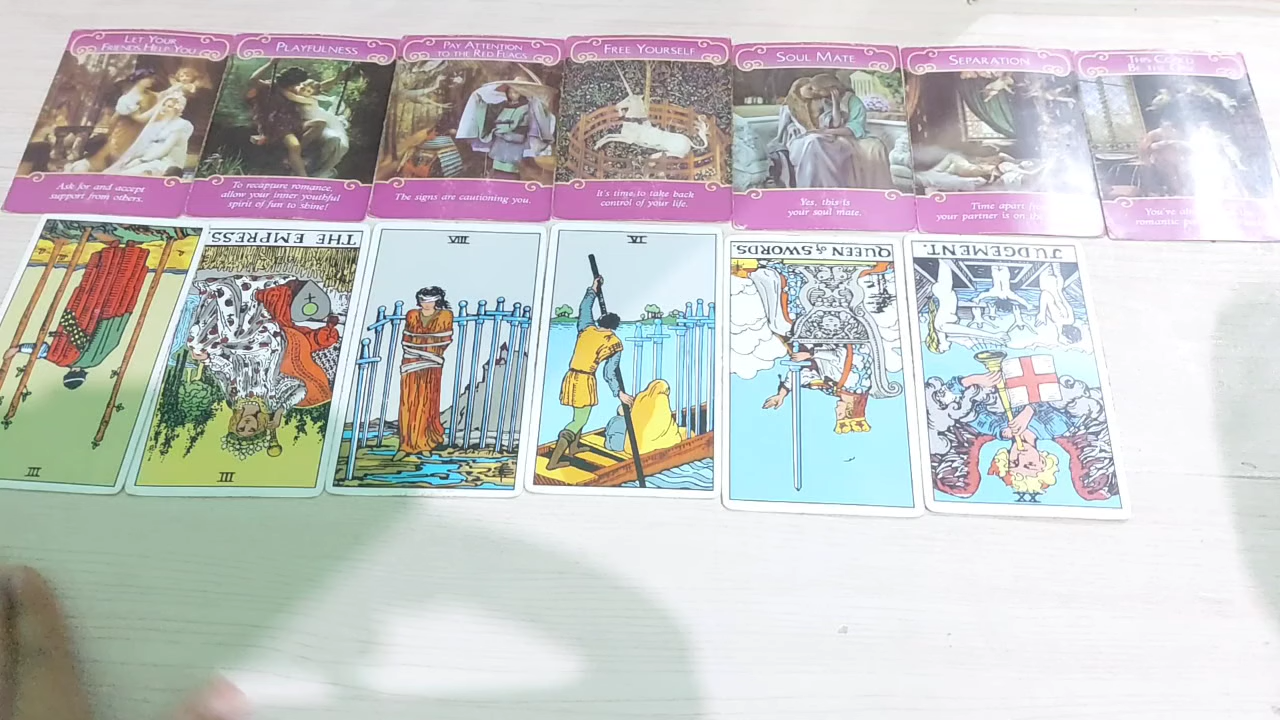 LET YOUR
FRIENDS HELP YOU
Ask for and accept
support from others.
PLAYFULNESS
To recapture romance,
allow your inner youthful
spirit of fun to shine!
PAY ATTENTION
TO THE RED FLAGS
The signs are cautioning you.
FREE YOURSELF
It's time to take back
control of your life.
SOUL MATE
Yes, this is
your soul mate.
SEPARATION
Time apart
your partner is on
BE THE
You've
romantic
III
THE EMPRESS
III
VIII
IX
QUEEN of SWORDS.
JUDGEMENT.
XX